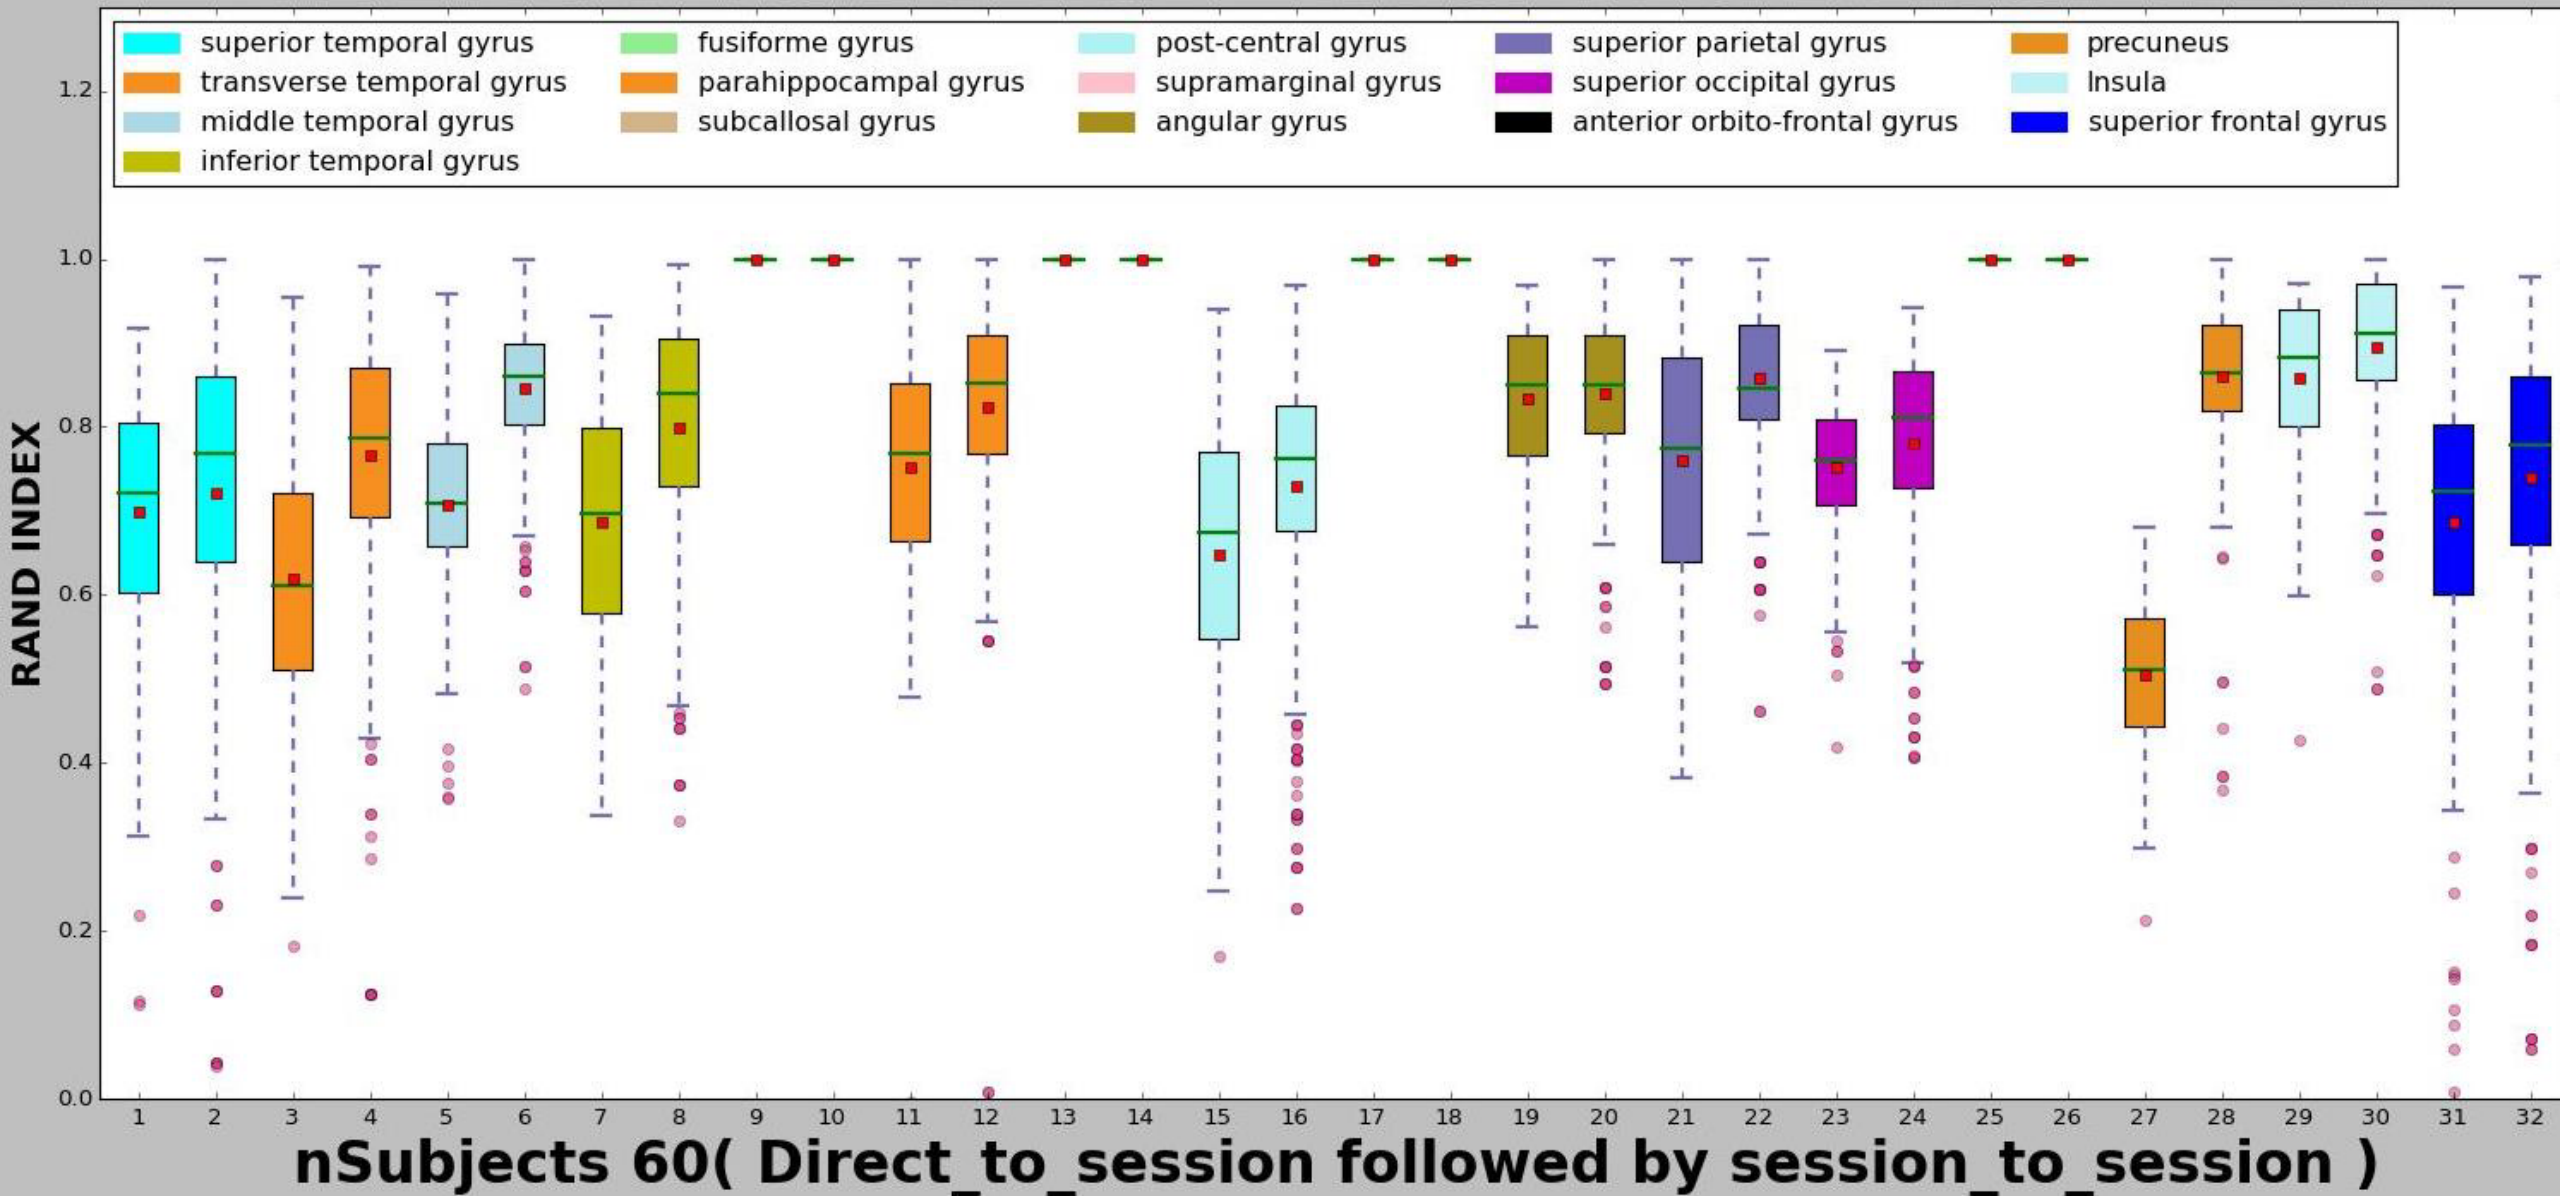 superior temporal gyrus
transverse temporal gyrus
middle temporal gyrus
inferior temporal gyrus
fusiforme gyrus
parahippocampal gyrus
subcallosal gyrus
post-central gyrus
supramarginal gyrus
angular gyrus
superior parietal gyrus
superior occipital gyrus
anterior orbito-frontal gyrus
precuneus
Insula
superior frontal gyrus
RAND INDEX
1.2
1.0
0.8
0.6
0.4
0.2
0.0
1 2 3 4 5 6 7 8 9 10 11 12 13 14 15 16 17 18 19 20 21 22 23 24 25 26 27 28 29 30 31 32
nSubjects 60( Direct_to_session followed by session_to_session )